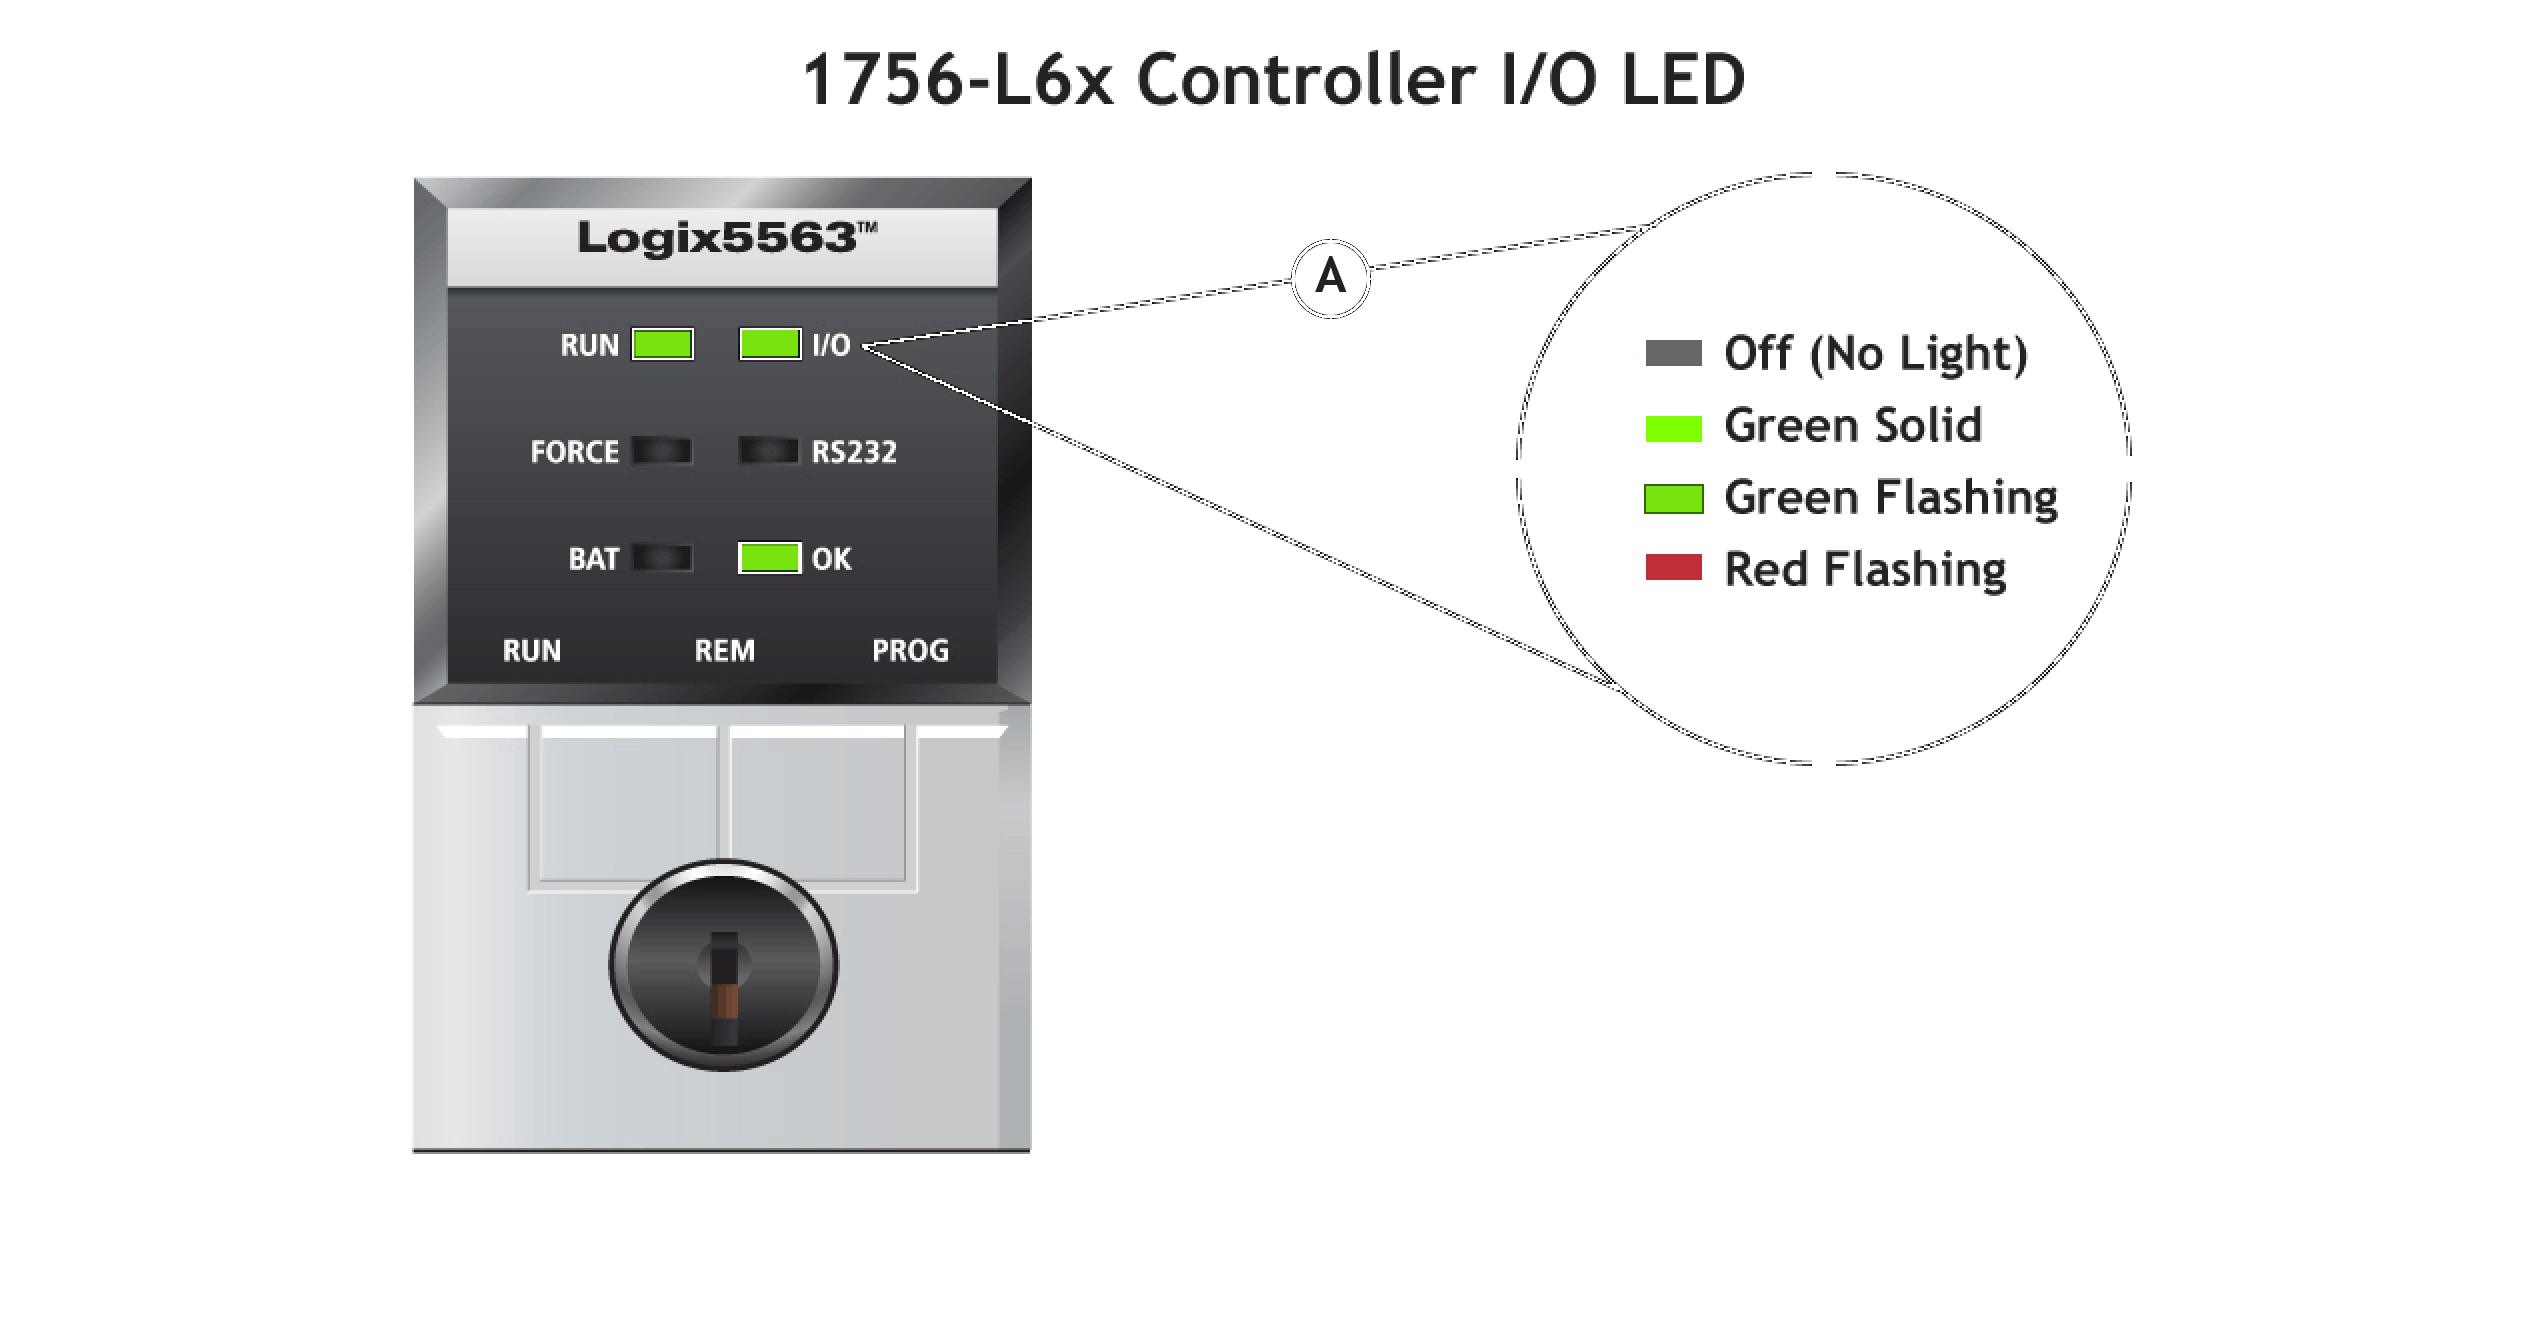 1756-L6x Controller I/O LED
Logix5563™
RUN I/O
FORCE RS232
BAT OK
RUN REM PROG
A
Off (No Light)
Green Solid
Green Flashing
Red Flashing